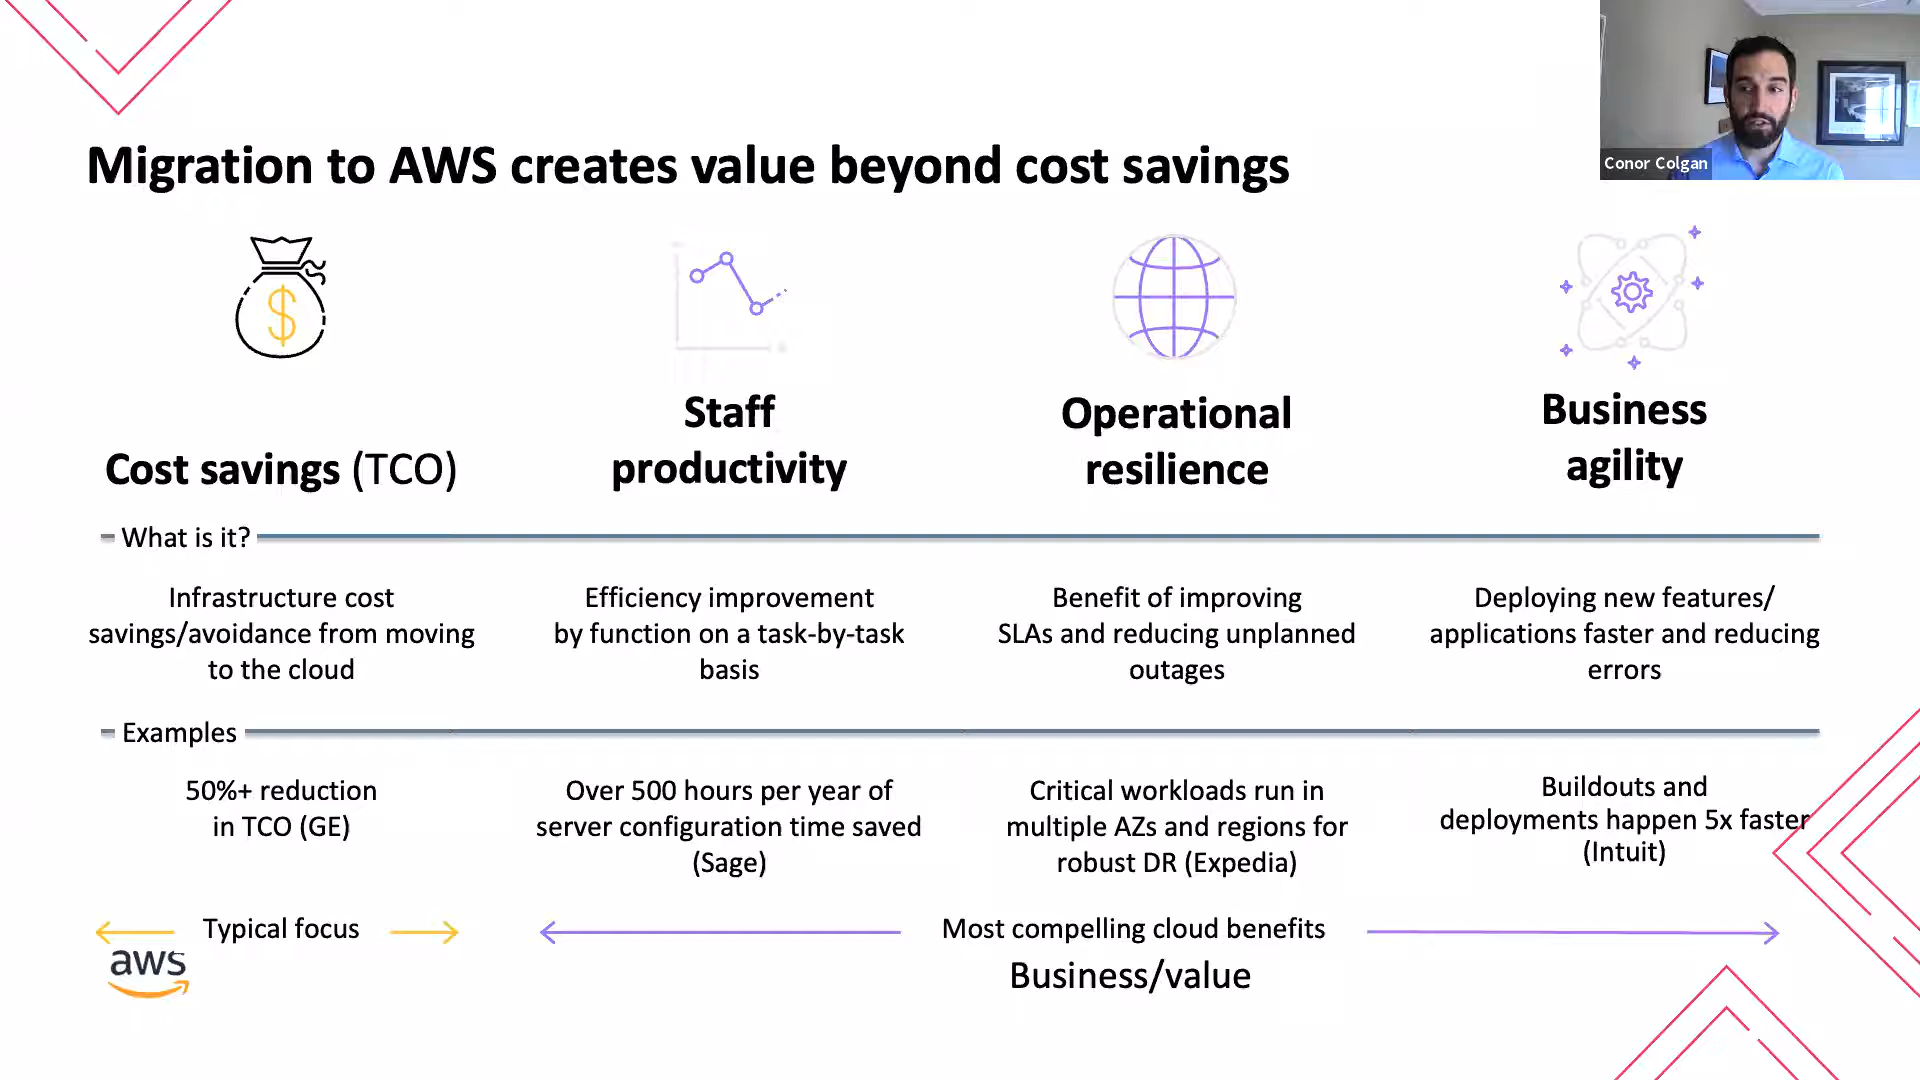 Conor Colgan
Migration to AWS creates value beyond cost savings
$
Cost savings (TCO)
Staff
productivity
Operational
resilience
Business
agility
What is it?
Infrastructure cost
savings/avoidance from moving
to the cloud
Efficiency improvement
by function on a task-by-task
basis
Benefit of improving
SLAs and reducing unplanned
outages
Deploying new features/
applications faster and reducing
errors
Examples
50%+ reduction
in TCO (GE)
Over 500 hours per year of
server configuration time saved
(Sage)
Critical workloads run in
multiple AZs and regions for
robust DR (Expedia)
Buildouts and
deployments happen 5x faster
(Intuit)
Typical focus
Most compelling cloud benefits
Business/value
aws